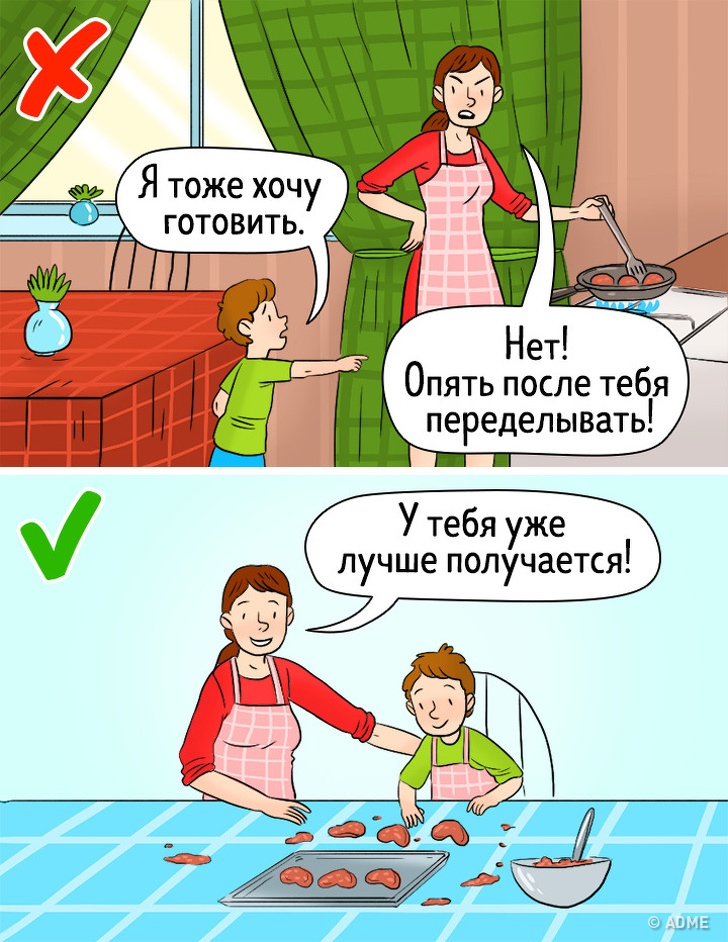 Я тоже хочу
готовить.
Нет!
Опять после тебя
переделывать!
У тебя уже
лучше получается!
© ADME